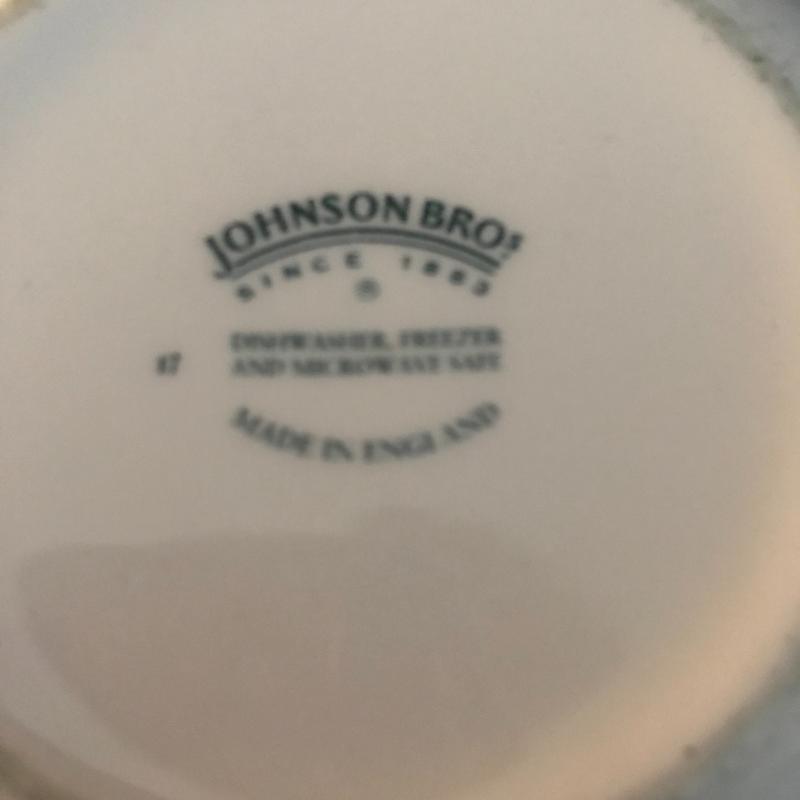 JOHNSON BROS
SINCE 1883
®
DISHWASHER, FREEZER
AND MICROWAVE SAFE
17
MADE IN ENGLAND